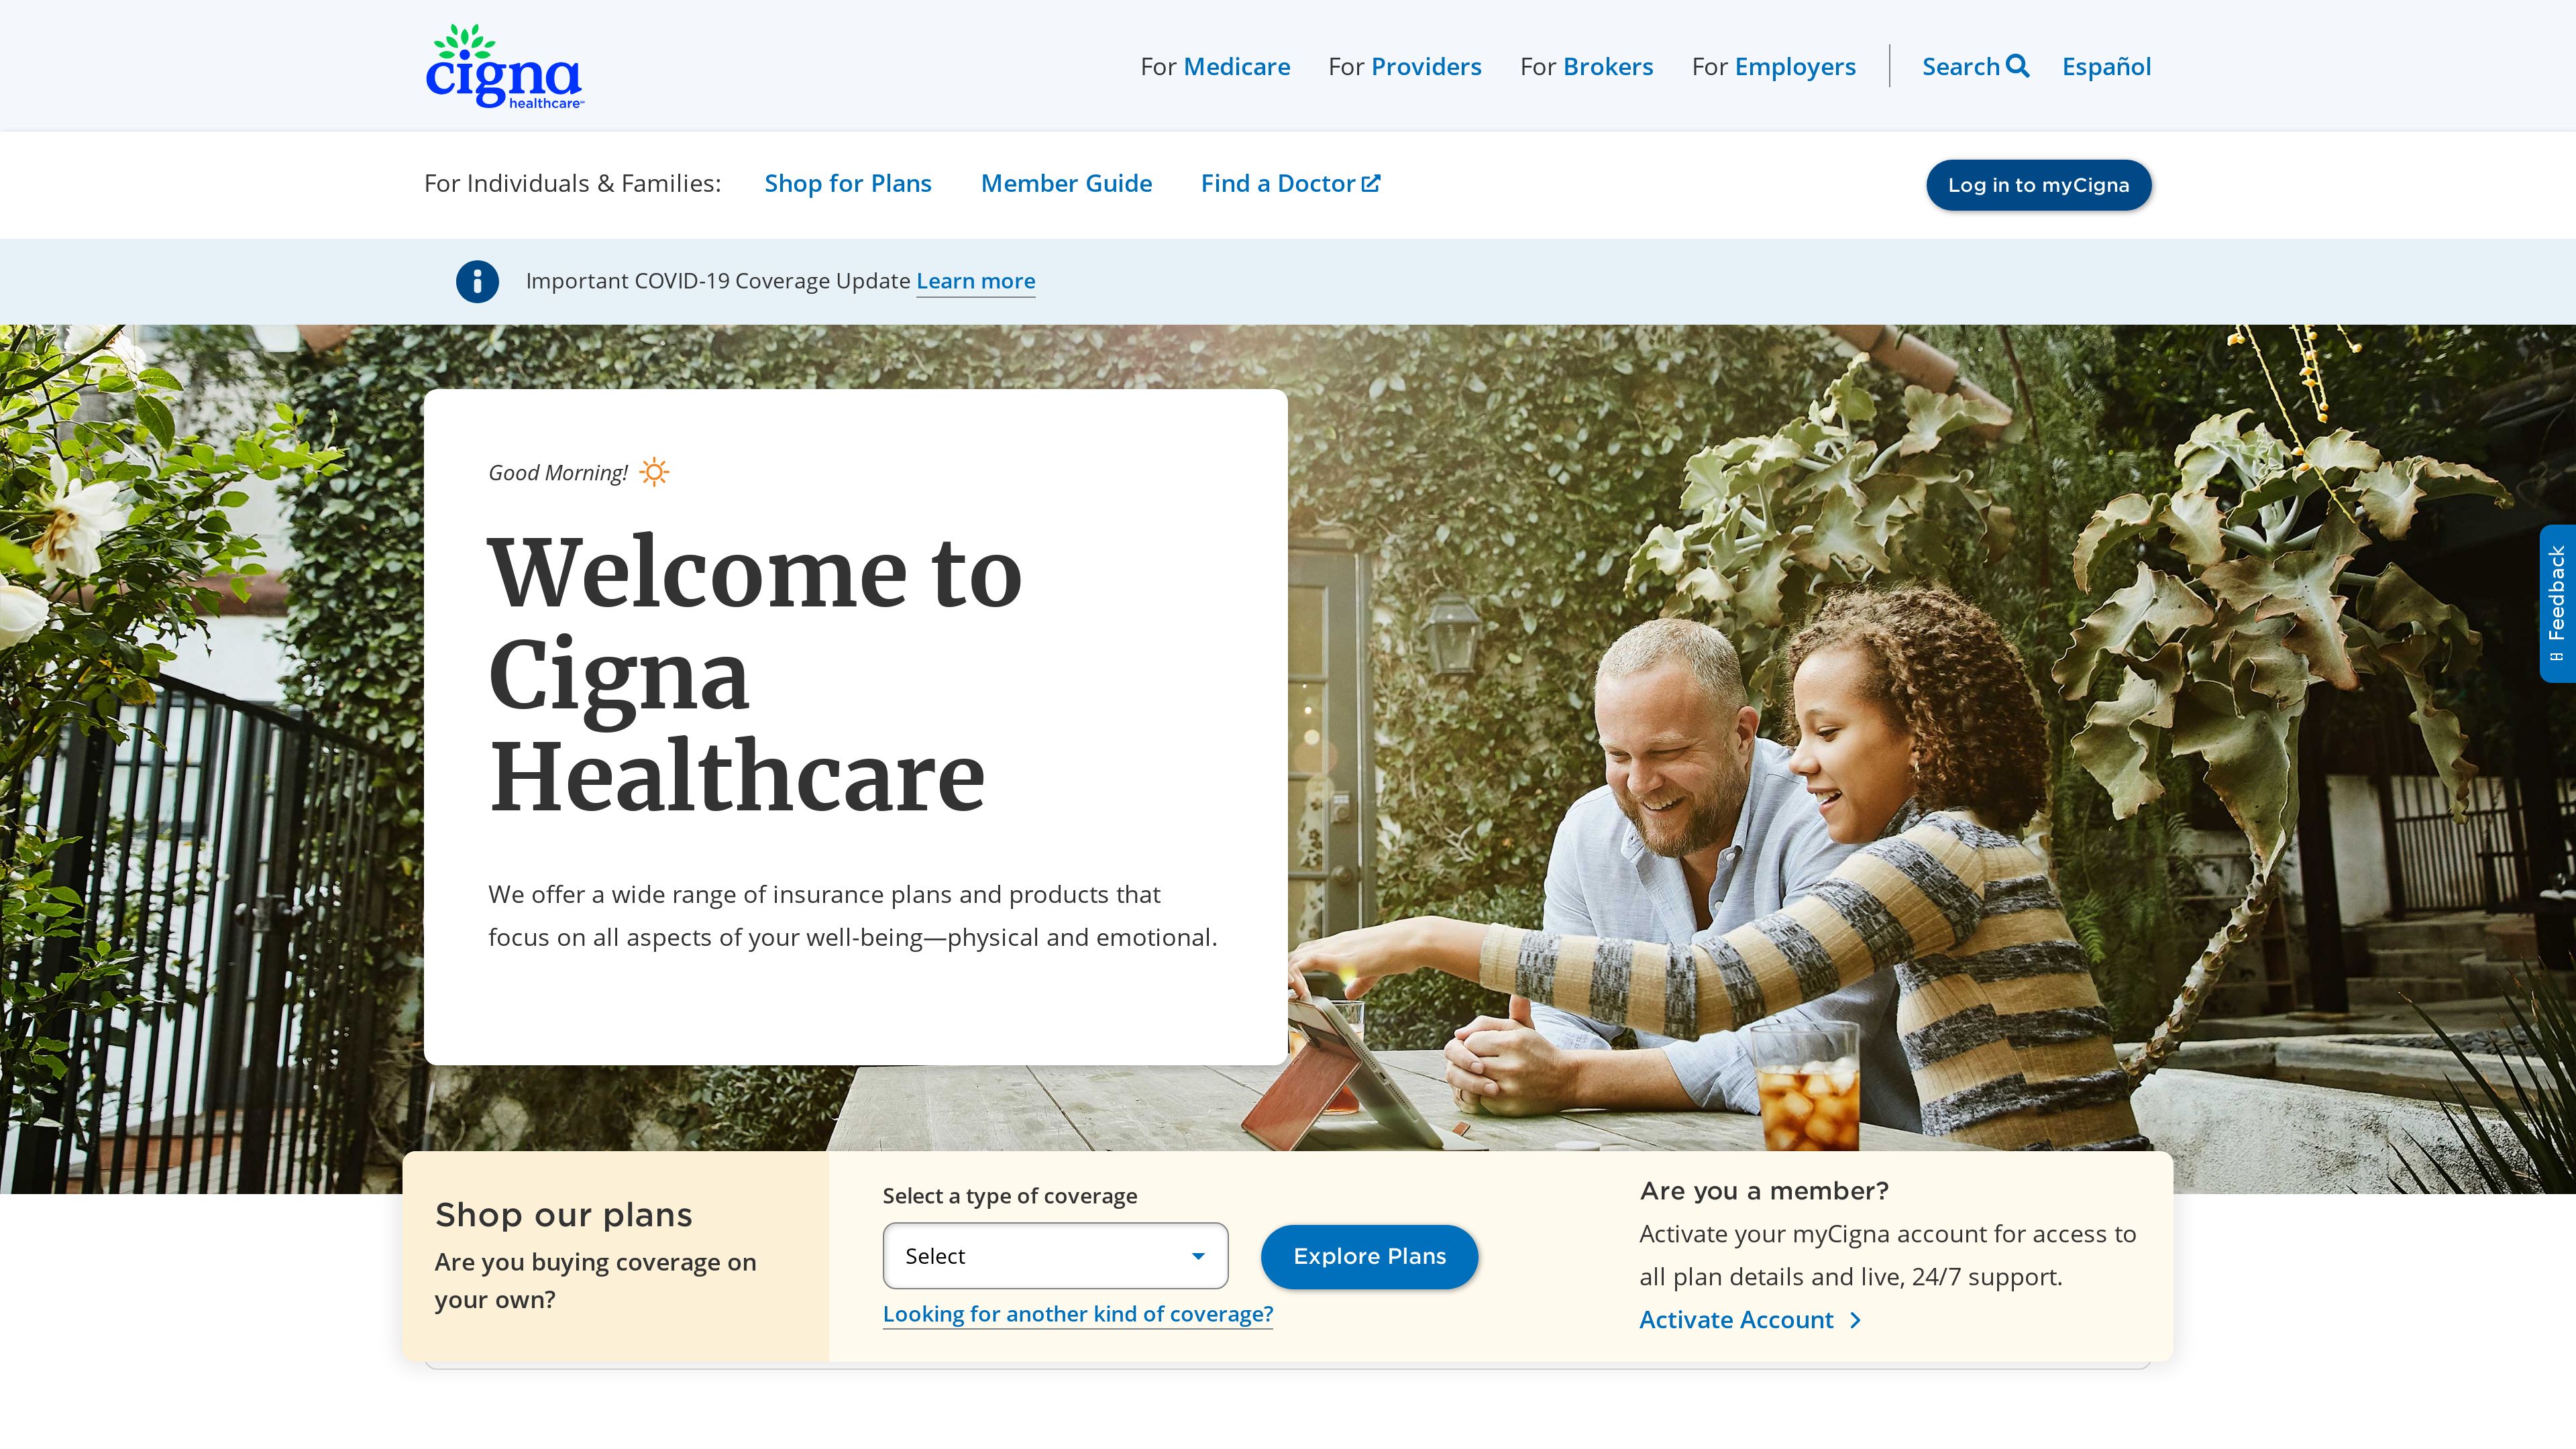 cigna
healthcare℠
For Medicare
For Providers
For Brokers
For Employers
Search
Español
For Individuals & Families:
Shop for Plans
Member Guide
Find a Doctor
Log in to myCigna
Important COVID-19 Coverage Update Learn more
Good Morning!
Welcome to
Cigna
Healthcare
We offer a wide range of insurance plans and products that
focus on all aspects of your well-being—physical and emotional.
Feedback
Shop our plans
Are you buying coverage on
your own?
Select a type of coverage
Select
Explore Plans
Looking for another kind of coverage?
Are you a member?
Activate your myCigna account for access to
all plan details and live, 24/7 support.
Activate Account